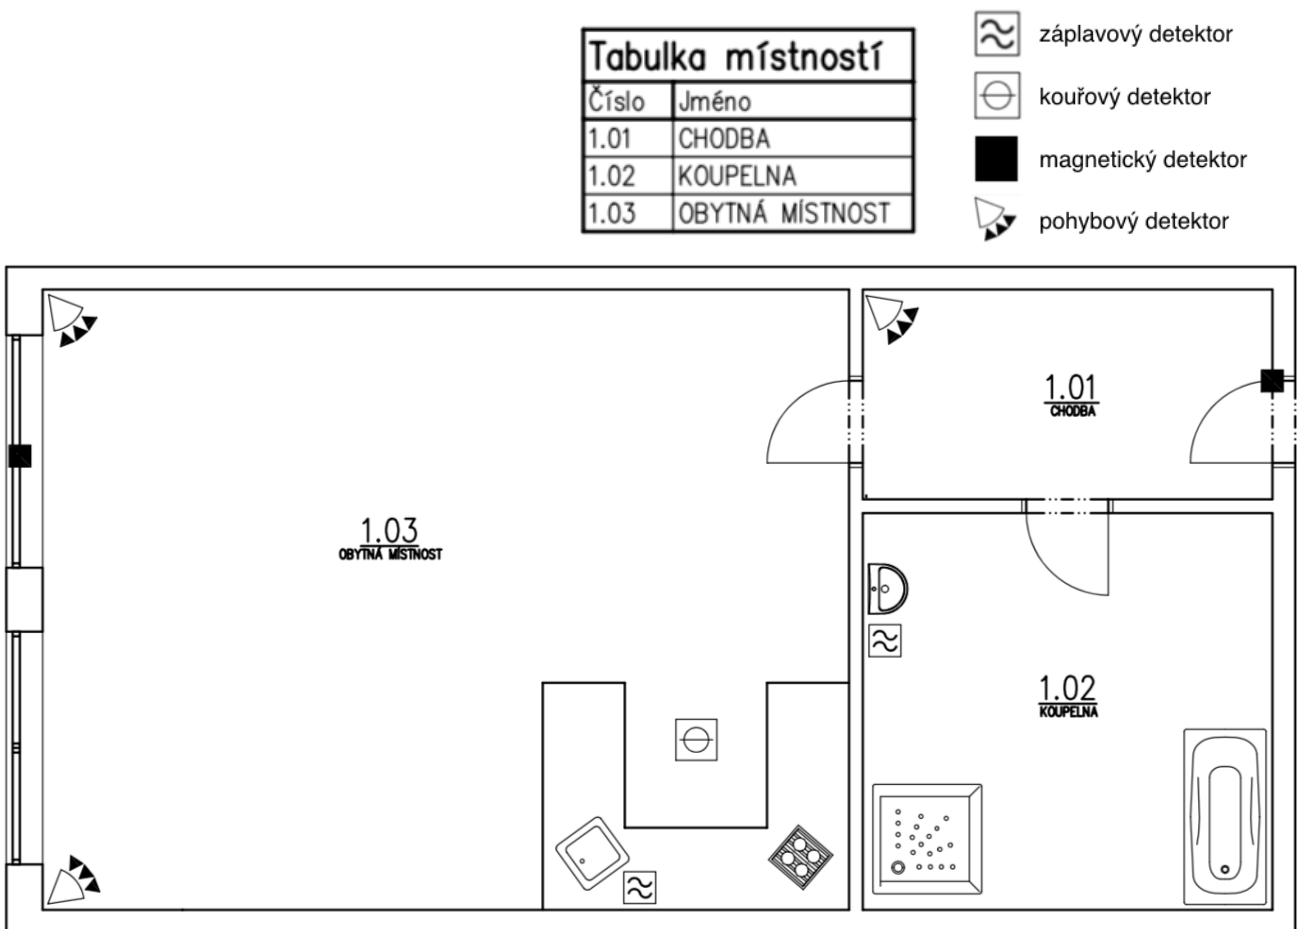 Tabulka místností
Číslo Jméno
1.01 CHODBA
1.02 KOUPELNA
1.03 OBYTNÁ MÍSTNOST
záplavový detektor
kouřový detektor
magnetický detektor
pohybový detektor
1.01
CHODBA
1.03
OBYTNÁ MÍSTNOST
1.02
KOUPELNA